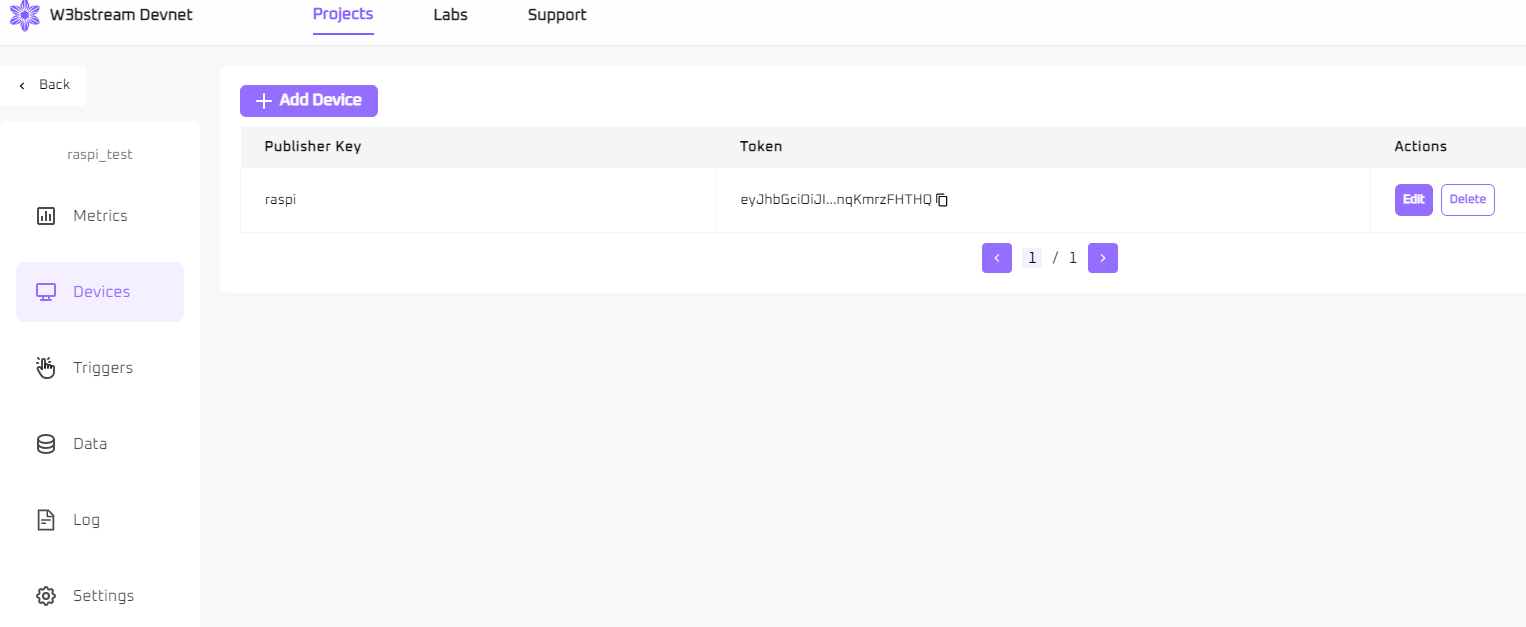 W3bstream Devnet
Projects
Labs
Support
Back
raspi_test
Metrics
Devices
Triggers
Data
Log
Settings
Add Device
Publisher Key Token Actions
raspi eyJhbGciOiJI...nqKmrzFHTHQ Edit Delete
1 / 1